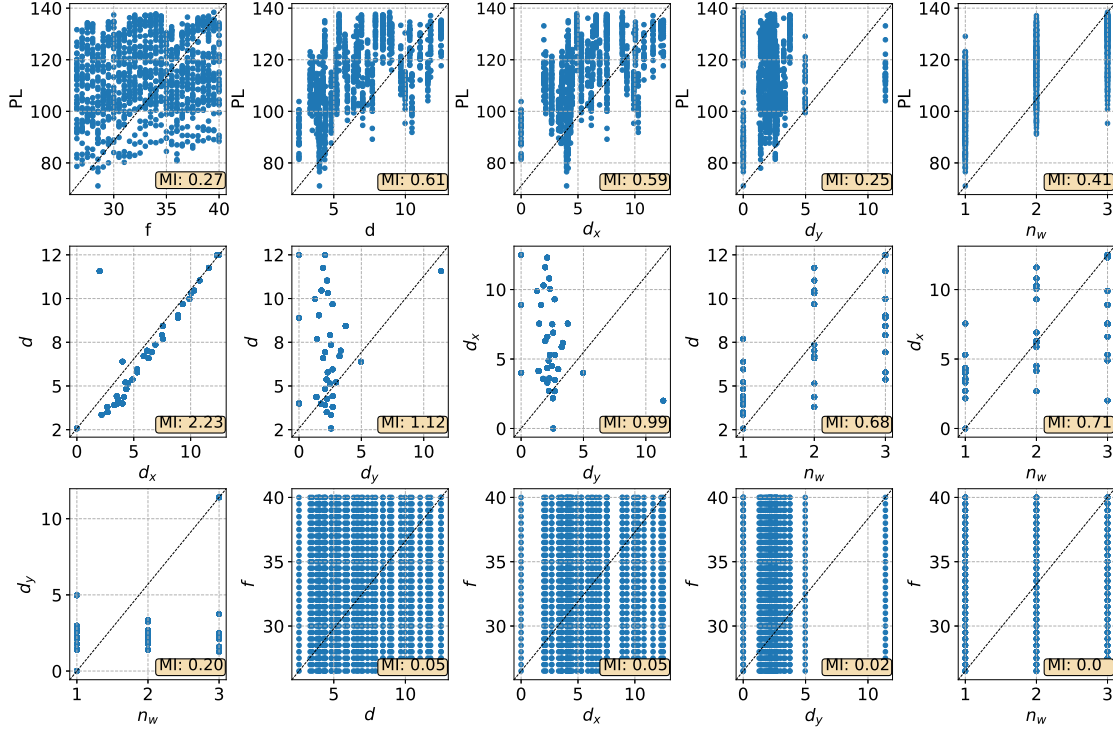 PL 80 100 120 MI: 0.27 30 35 40 f
PL 80 100 120 MI: 0.61 5 10 d
PL 80 100 120 MI: 0.59 0 5 10 d_x
PL 80 100 120 MI: 0.25 0 5 10 d_y
PL 80 100 120 MI: 0.41 1 2 3 n_w
d 2 5 8 10 12 MI: 2.23 0 5 10 d_x
d 2 5 8 10 12 MI: 1.12 0 5 10 d_y
d_x 0 5 10 MI: 0.99 0 5 10 d_y
d 2 5 8 10 12 MI: 0.68 1 2 3 n_w
d_x 0 5 10 MI: 0.71 1 2 3 n_w
d_y 0 5 10 MI: 0.20 1 2 3 n_w
f 30 35 40 MI: 0.05 5 10 d
f 30 35 40 MI: 0.05 0 5 10 d_x
f 30 35 40 MI: 0.02 0 5 10 d_y
f 30 35 40 MI: 0.0 1 2 3 n_w